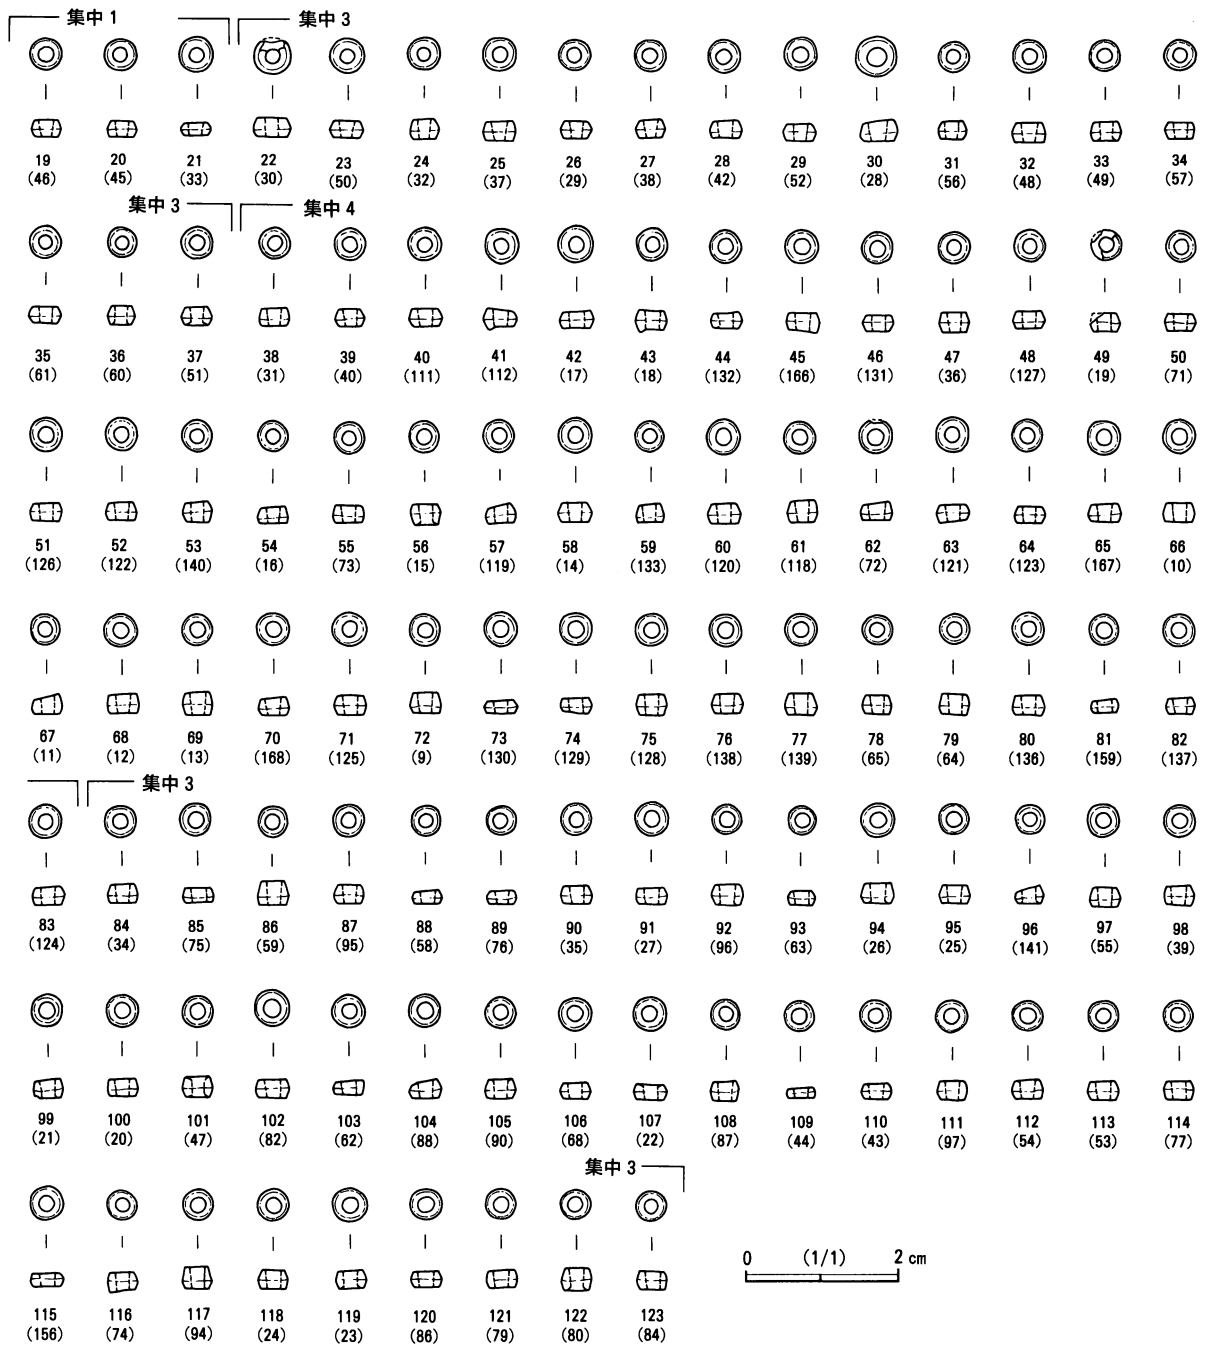 集中1 集中3
19 20 21 22 23 24 25 26 27 28 29 30 31 32 33 34
(46) (45) (33) (30) (50) (32) (37) (29) (38) (42) (52) (28) (56) (48) (49) (57)
集中3 集中4
35 36 37 38 39 40 41 42 43 44 45 46 47 48 49 50
(61) (60) (51) (31) (40) (111) (112) (17) (18) (132) (166) (131) (36) (127) (19) (71)
51 52 53 54 55 56 57 58 59 60 61 62 63 64 65 66
(126) (122) (140) (16) (73) (15) (119) (14) (133) (120) (118) (72) (121) (123) (167) (10)
67 68 69 70 71 72 73 74 75 76 77 78 79 80 81 82
(11) (12) (13) (168) (125) (9) (130) (129) (128) (138) (139) (65) (64) (136) (159) (137)
集中3
83 84 85 86 87 88 89 90 91 92 93 94 95 96 97 98
(124) (34) (75) (59) (95) (58) (76) (35) (27) (96) (63) (26) (25) (141) (55) (39)
99 100 101 102 103 104 105 106 107 108 109 110 111 112 113 114
(21) (20) (47) (82) (62) (88) (90) (68) (22) (87) (44) (43) (97) (54) (53) (77)
集中3
0 (1/1) 2 cm
115 116 117 118 119 120 121 122 123
(156) (74) (94) (24) (23) (86) (79) (80) (84)